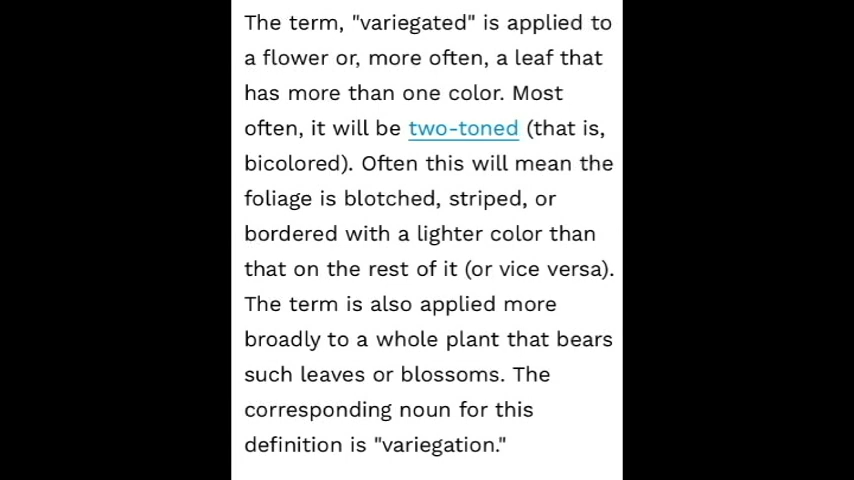 The term, "variegated" is applied to
a flower or, more often, a leaf that
has more than one color. Most
often, it will be two-toned (that is,
bicolored). Often this will mean the
foliage is blotched, striped, or
bordered with a lighter color than
that on the rest of it (or vice versa).
The term is also applied more
broadly to a whole plant that bears
such leaves or blossoms. The
corresponding noun for this
definition is "variegation."